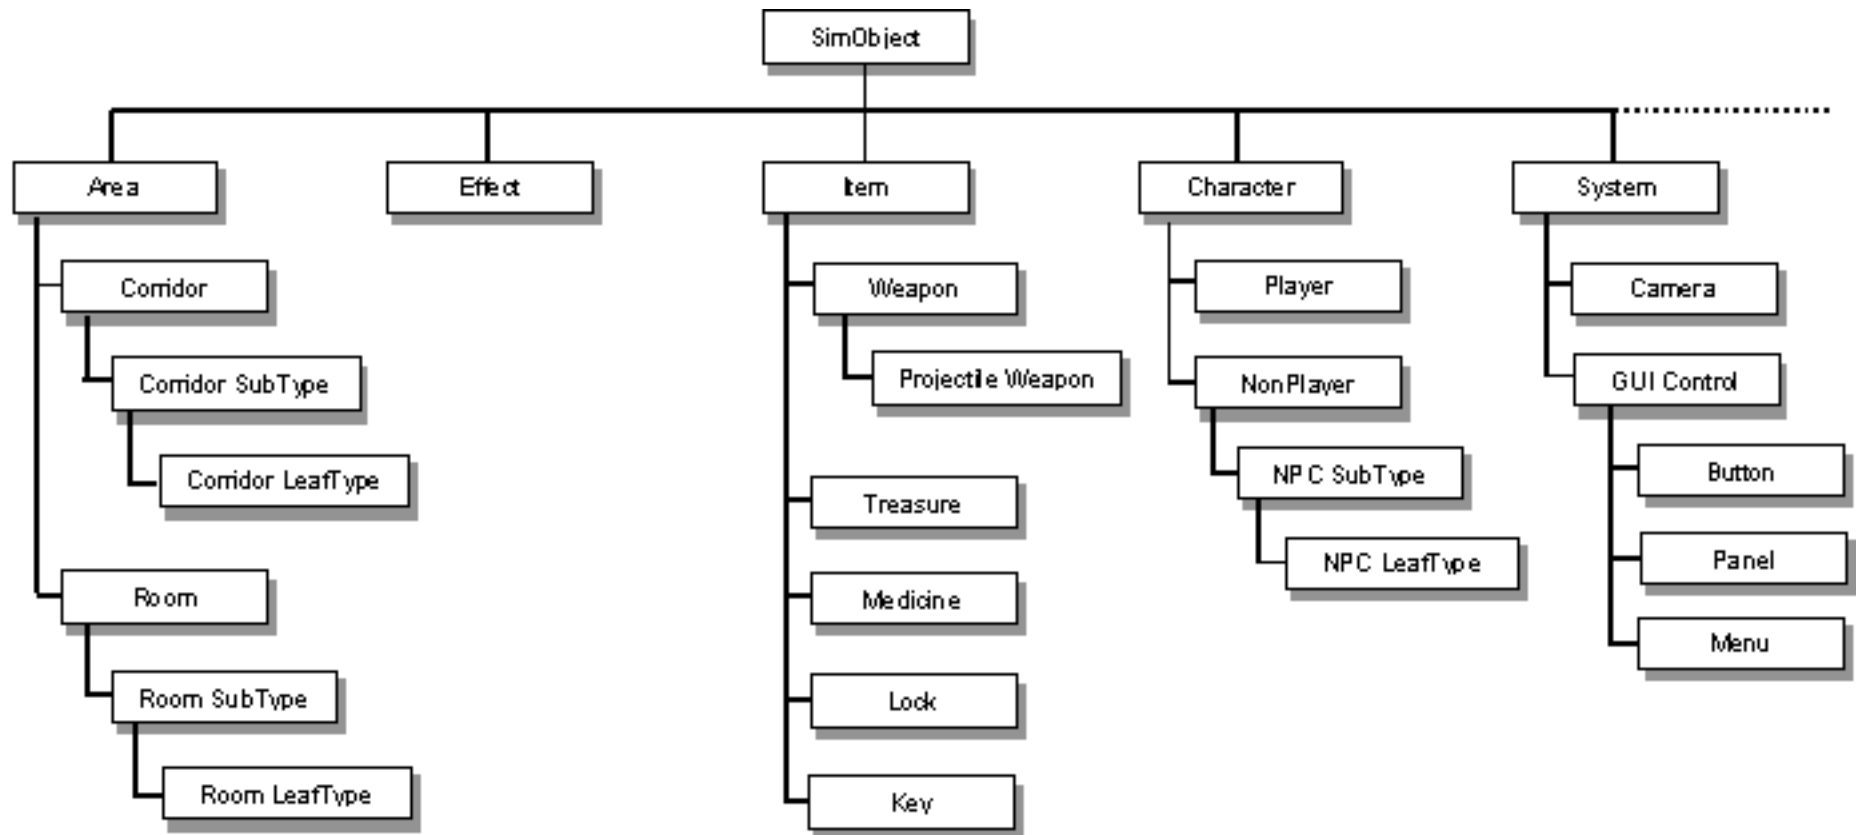 SimObject
Area
Effect
Item
Character
System
Corridor
Corridor SubType
Corridor LeafType
Room
Room SubType
Room LeafType
Weapon
Projectile Weapon
Treasure
Medicine
Lock
Key
Player
NonPlayer
NPC SubType
NPC LeafType
Camera
GUI Control
Button
Panel
Menu